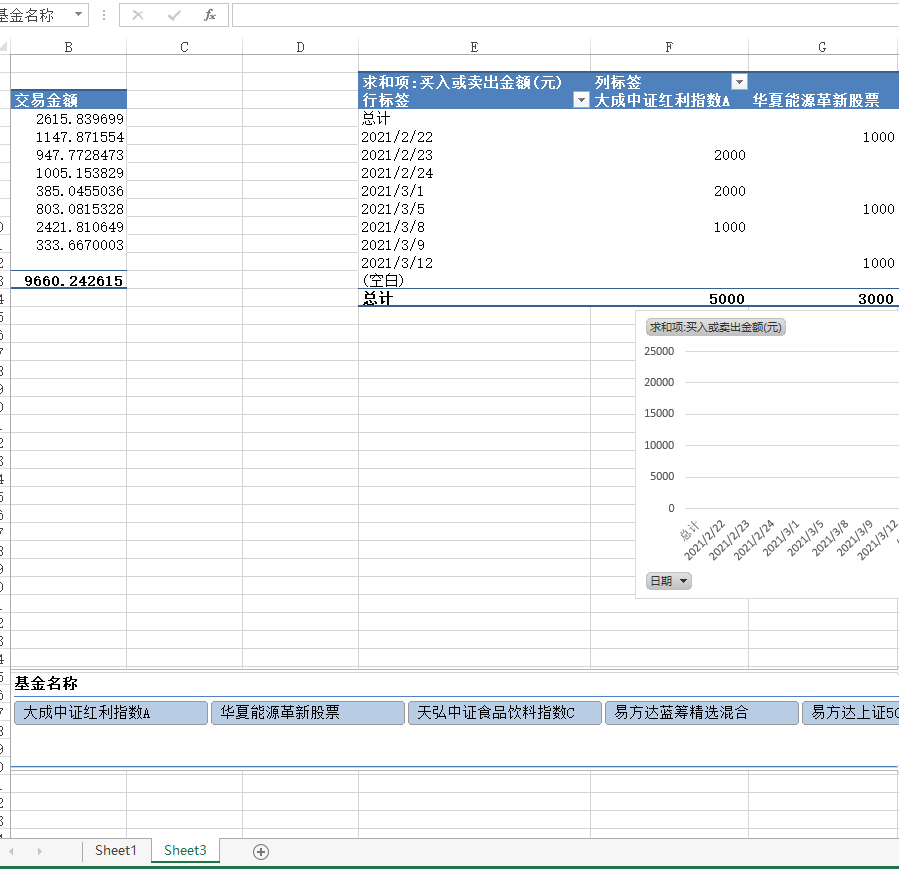 基金名称
fx
B C D E F G
求和项:买入或卖出金额(元) 列标签
交易金额 行标签 大成中证红利指数A 华夏能源革新股票
2615.839699 总计
1147.871554 2021/2/22 1000
947.7728473 2021/2/23 2000
1005.153829 2021/2/24
385.0455036 2021/3/1 2000
803.0815328 2021/3/5 1000
2421.810649 2021/3/8 1000
333.6670003 2021/3/9
2021/3/12 1000
9660.242615 (空白)
总计 5000 3000
求和项:买入或卖出金额(元)
25000
20000
15000
10000
5000
0
总计 2021/2/22 2021/2/23 2021/2/24 2021/3/1 2021/3/5 2021/3/8 2021/3/9 2021/3/12
日期
基金名称
大成中证红利指数A 华夏能源革新股票 天弘中证食品饮料指数C 易方达蓝筹精选混合 易方达上证50
Sheet1 Sheet3